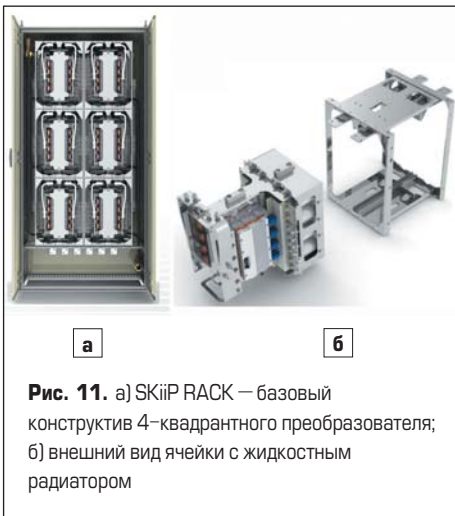 а
б
Рис. 11. а) SKiiP RACK — базовый
конструктив 4-квадрантного преобразователя;
б) внешний вид ячейки с жидкостным
радиатором